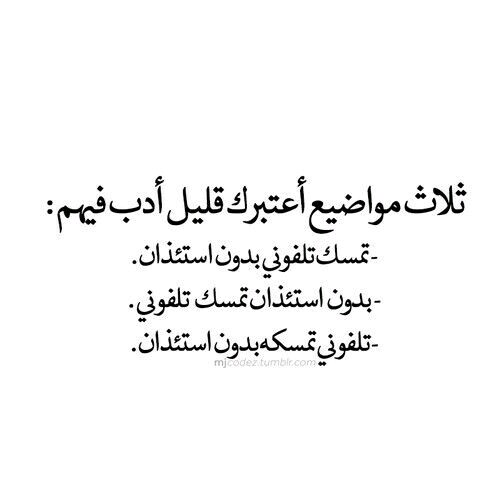 ثلاث مواضيع أعتبرك قليل أدب فيهم :
-تمسك تلفوني بدون استئذان.
-بدون استئذان تمسك تلفوني.
-تلفوني تمسكه بدون استئذان.
mjcodez.tumblr.com